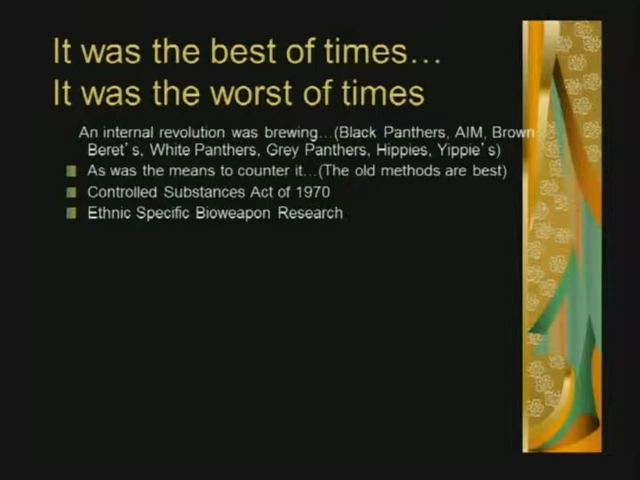 It was the best of times…
It was the worst of times
An internal revolution was brewing…(Black Panthers, AIM, Brown
Beret's, White Panthers, Grey Panthers, Hippies, Yippie's)
As was the means to counter it…(The old methods are best)
Controlled Substances Act of 1970
Ethnic Specific Bioweapon Research